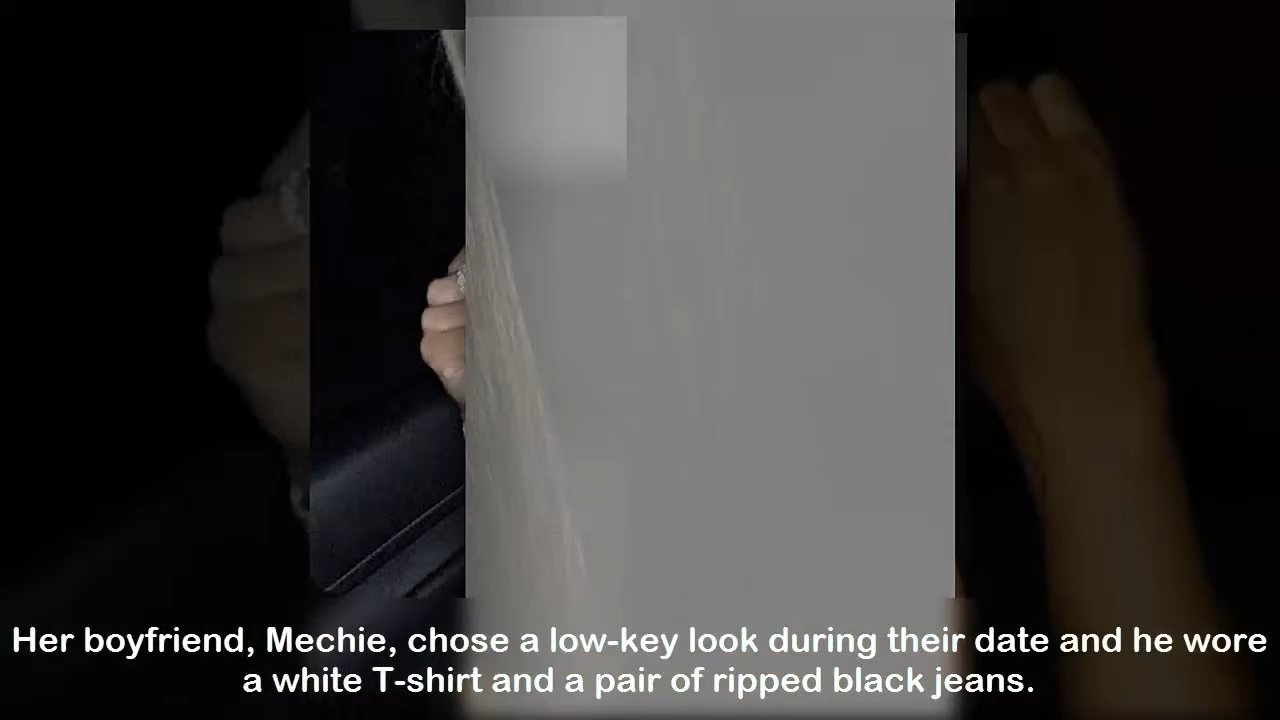 Her boyfriend, Mechie, chose a low-key look during their date and he wore
a white T-shirt and a pair of ripped black jeans.